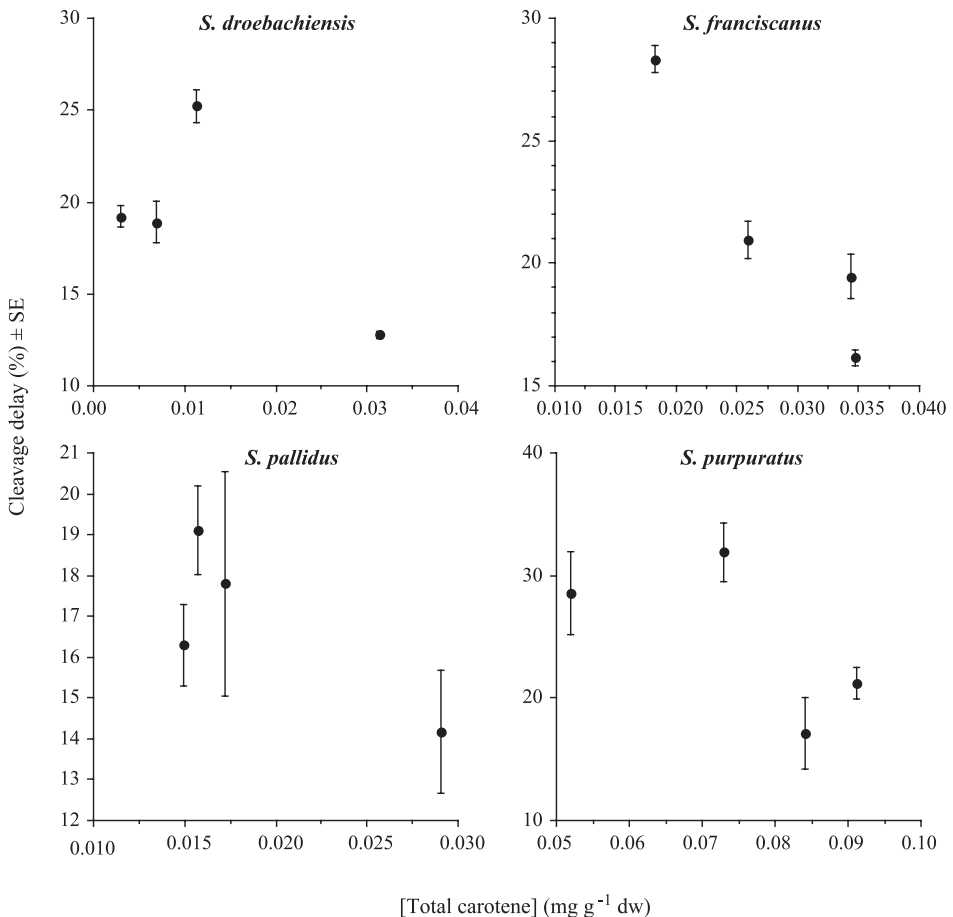 S. droebachiensis
S. franciscanus
30
25
20
15
10
0.00 0.01 0.02 0.03 0.04
30
25
20
15
0.010 0.015 0.020 0.025 0.030 0.035 0.040
Cleavage delay (%) ± SE
S. pallidus
S. purpuratus
21
20
19
18
17
16
15
14
13
12
0.010 0.015 0.020 0.025 0.030
40
30
20
10
0.05 0.06 0.07 0.08 0.09 0.10
[Total carotene] (mg g⁻¹ dw)